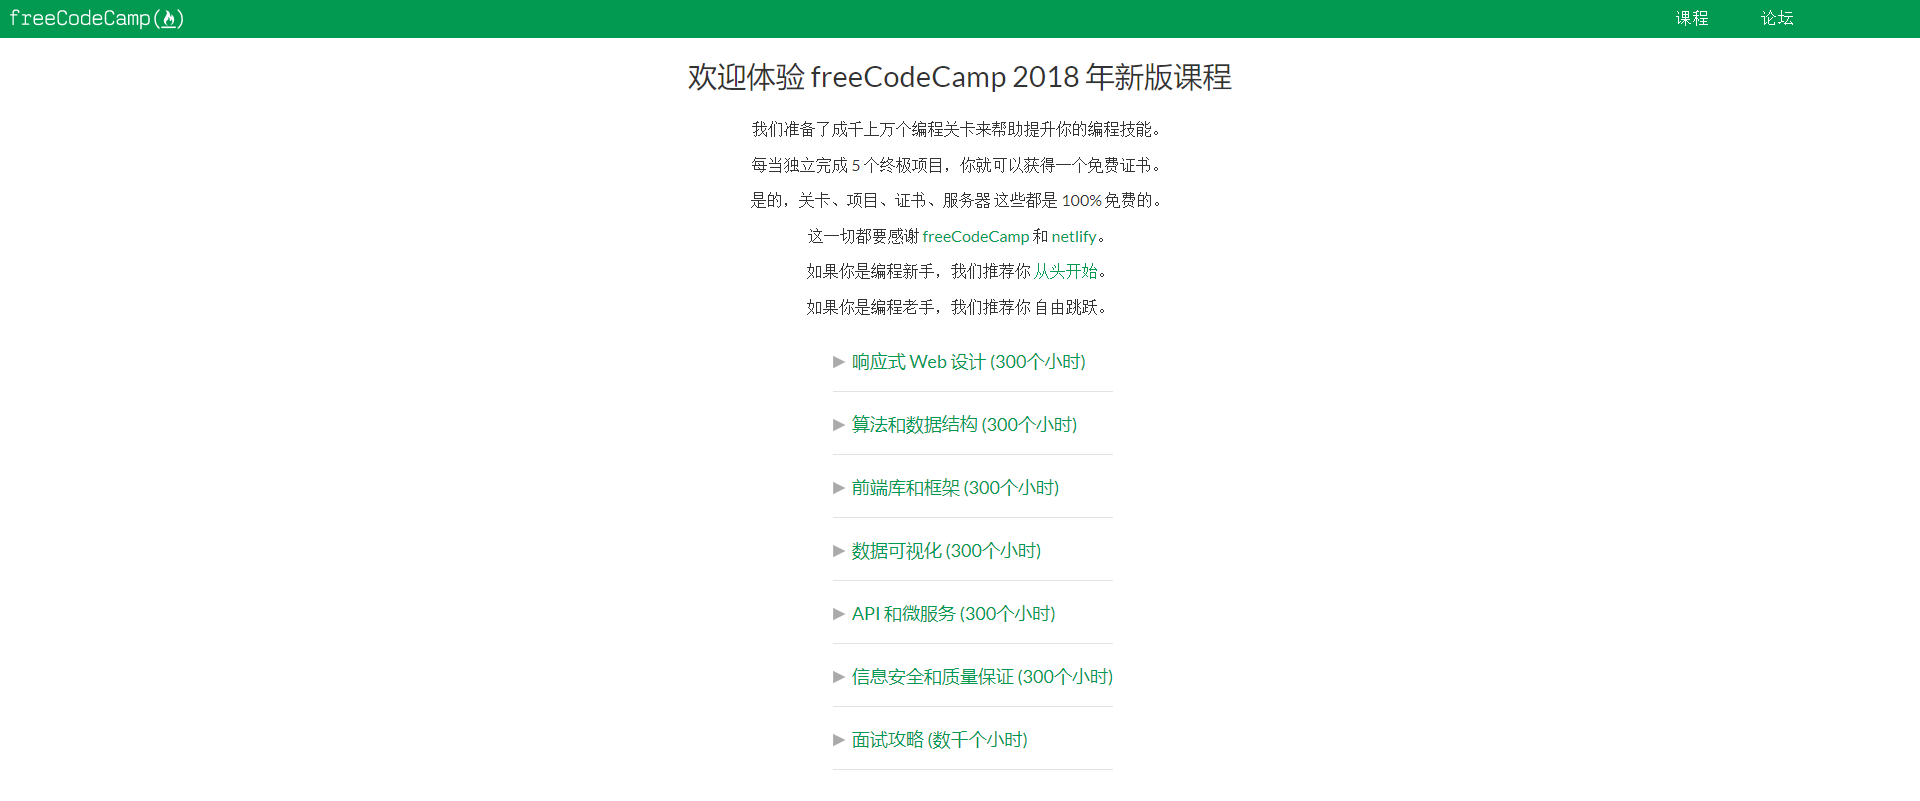 freeCodeCamp(🔥)
课程
论坛
欢迎体验 freeCodeCamp 2018 年新版课程
我们准备了成千上万个编程关卡来帮助提升你的编程技能。
每当独立完成 5 个终极项目，你就可以获得一个免费证书。
是的，关卡、项目、证书、服务器 这些都是 100% 免费的。
这一切都要感谢 freeCodeCamp 和 netlify。
如果你是编程新手，我们推荐你 从头开始。
如果你是编程老手，我们推荐你 自由跳跃。
响应式 Web 设计 (300个小时)
算法和数据结构 (300个小时)
前端库和框架 (300个小时)
数据可视化 (300个小时)
API 和微服务 (300个小时)
信息安全和质量保证 (300个小时)
面试攻略 (数千个小时)